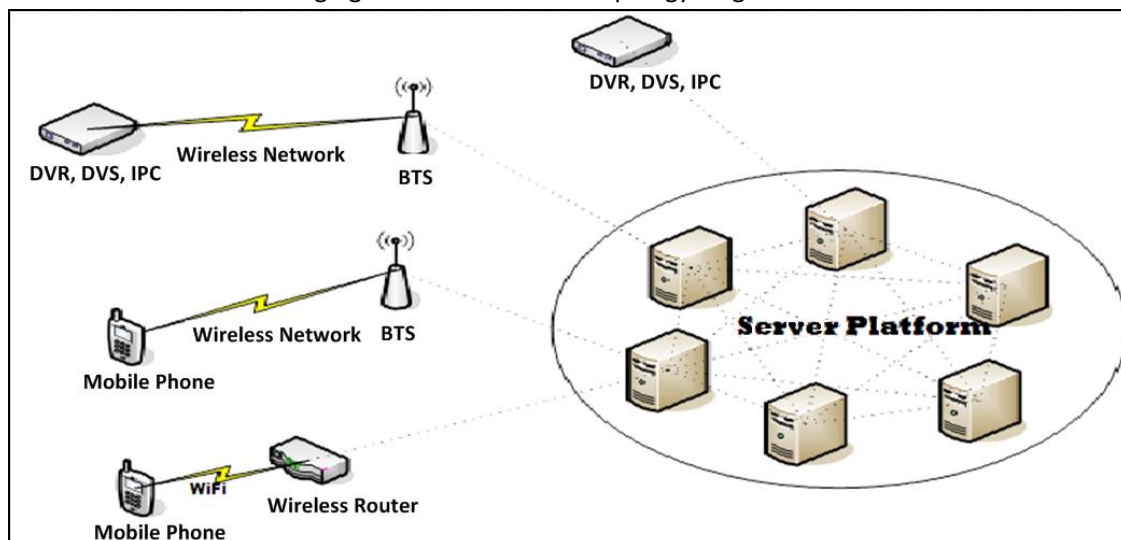 DVR, DVS, IPC
Wireless Network
DVR, DVS, IPC
BTS
Wireless Network
BTS
Mobile Phone
Server Platform
WiFi
Wireless Router
Mobile Phone